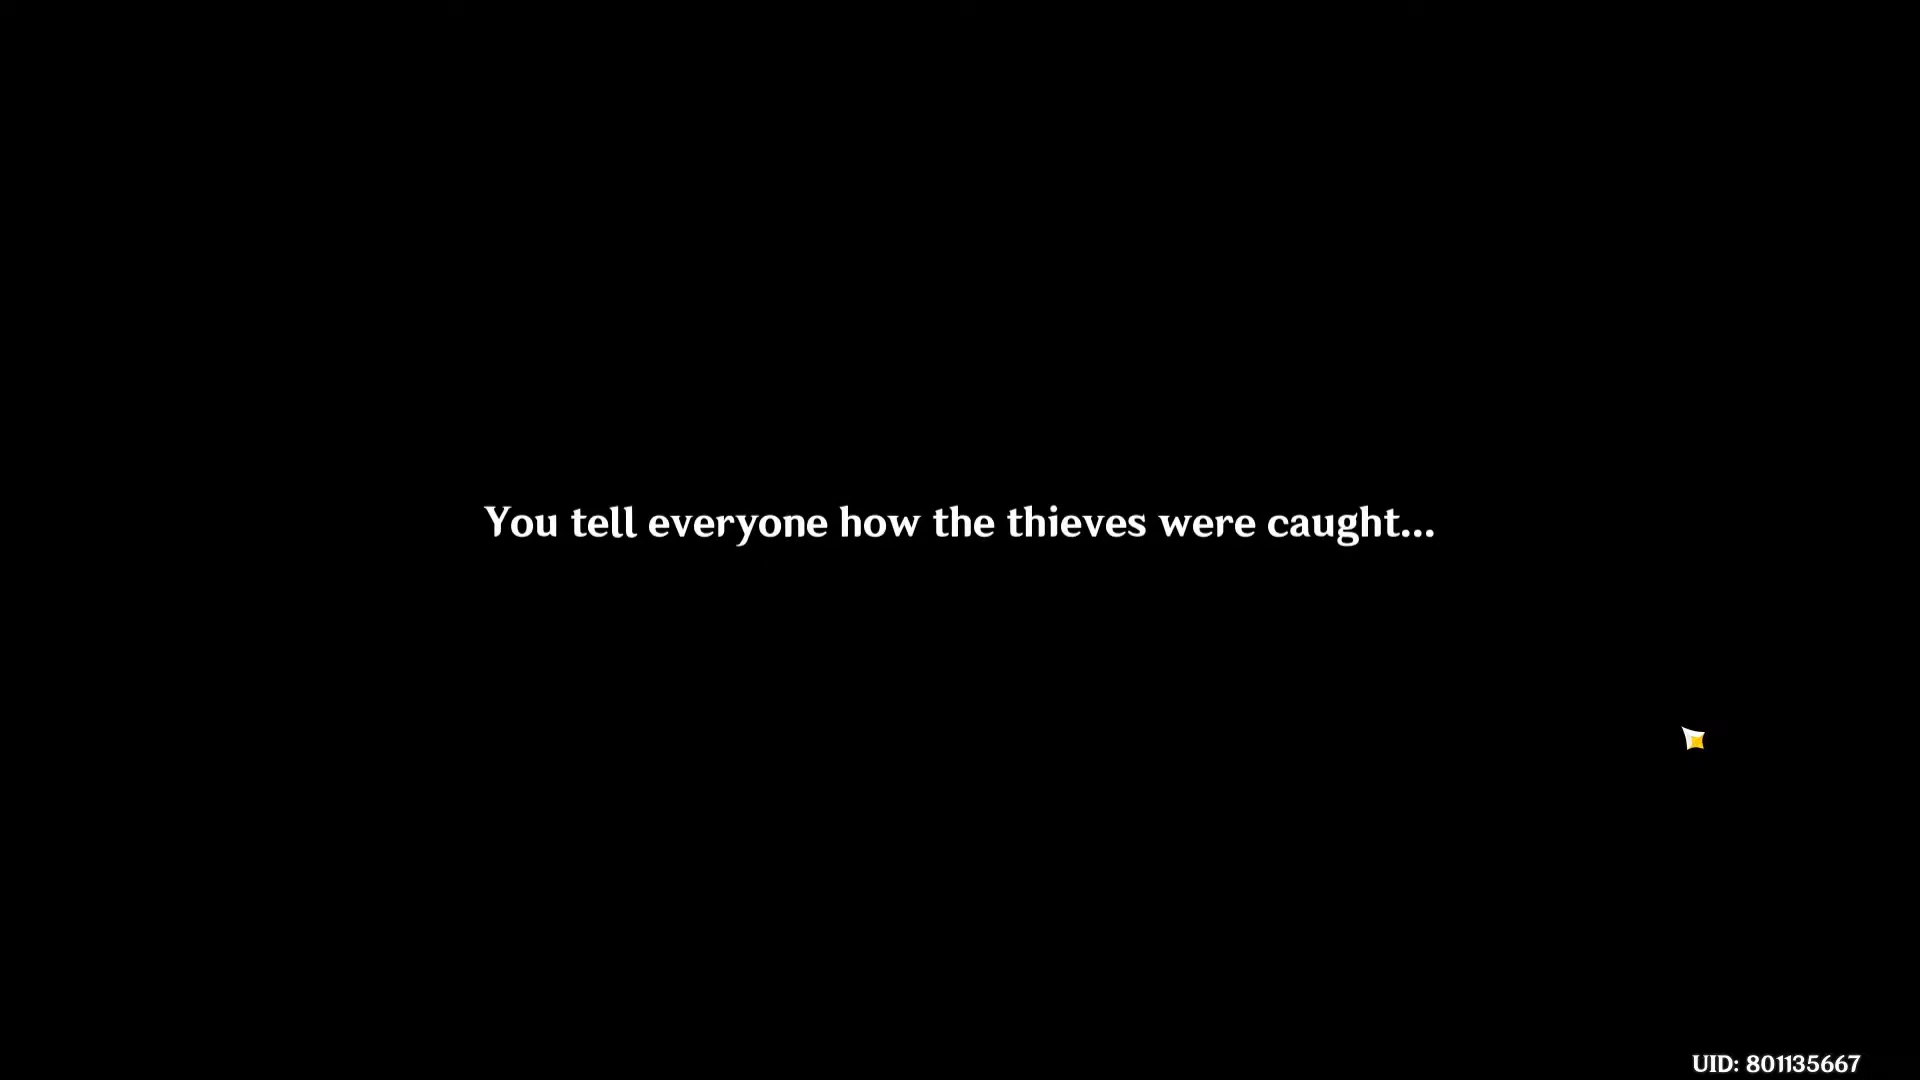 You tell everyone how the thieves were caught...
UID: 801135667